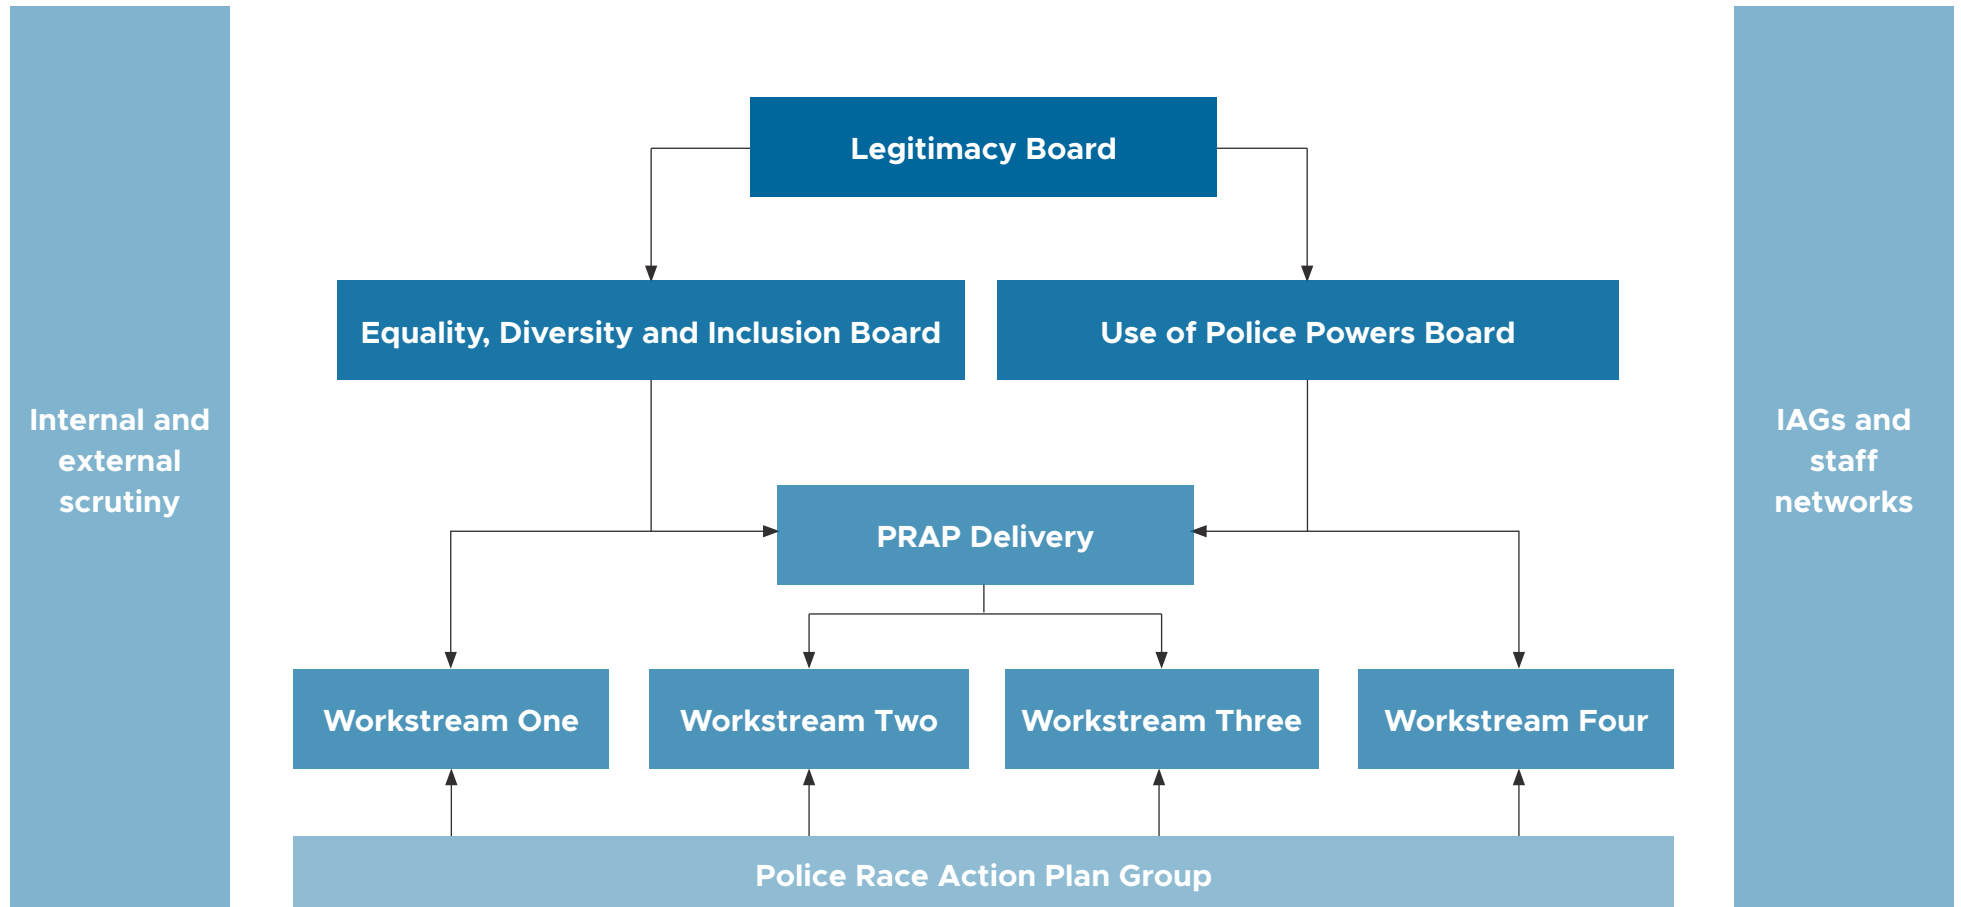 Legitimacy Board
Equality, Diversity and Inclusion Board
Use of Police Powers Board
Internal and
external
scrutiny
IAGs and
staff
networks
PRAP Delivery
Workstream One
Workstream Two
Workstream Three
Workstream Four
Police Race Action Plan Group